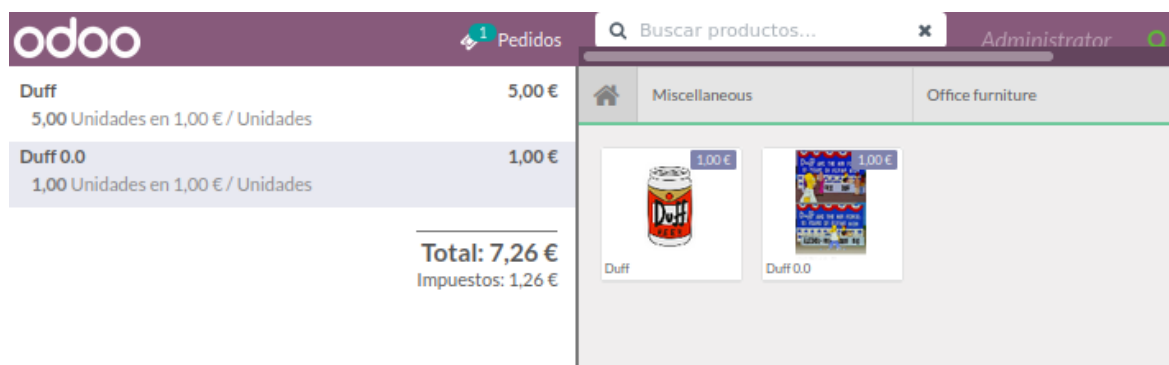 odoo
1 Pedidos
Buscar productos...
Administrator
Duff 5,00 €
5,00 Unidades en 1,00 € / Unidades
Duff 0.0 1,00 €
1,00 Unidades en 1,00 € / Unidades
Total: 7,26 €
Impuestos: 1,26 €
Miscellaneous
Office furniture
1,00 €
Duff
BEER
Duff
1,00 €
Duff 0.0